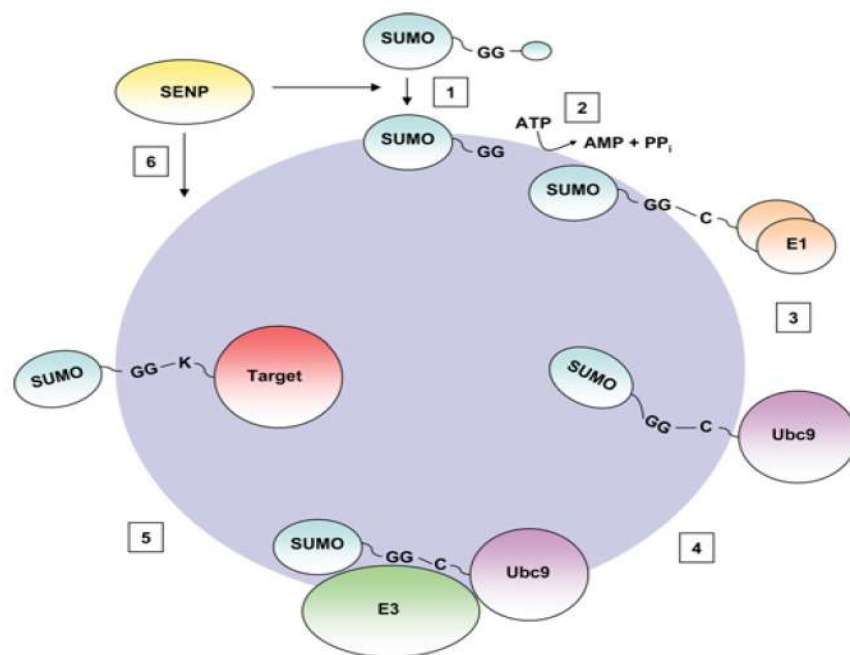 SUMO
GG
SENP
1
2
ATP
AMP + PPi
SUMO
GG
6
SUMO
GG
C
E1
3
SUMO
GG
K
Target
SUMO
GG
C
Ubc9
5
4
SUMO
GG
C
Ubc9
E3